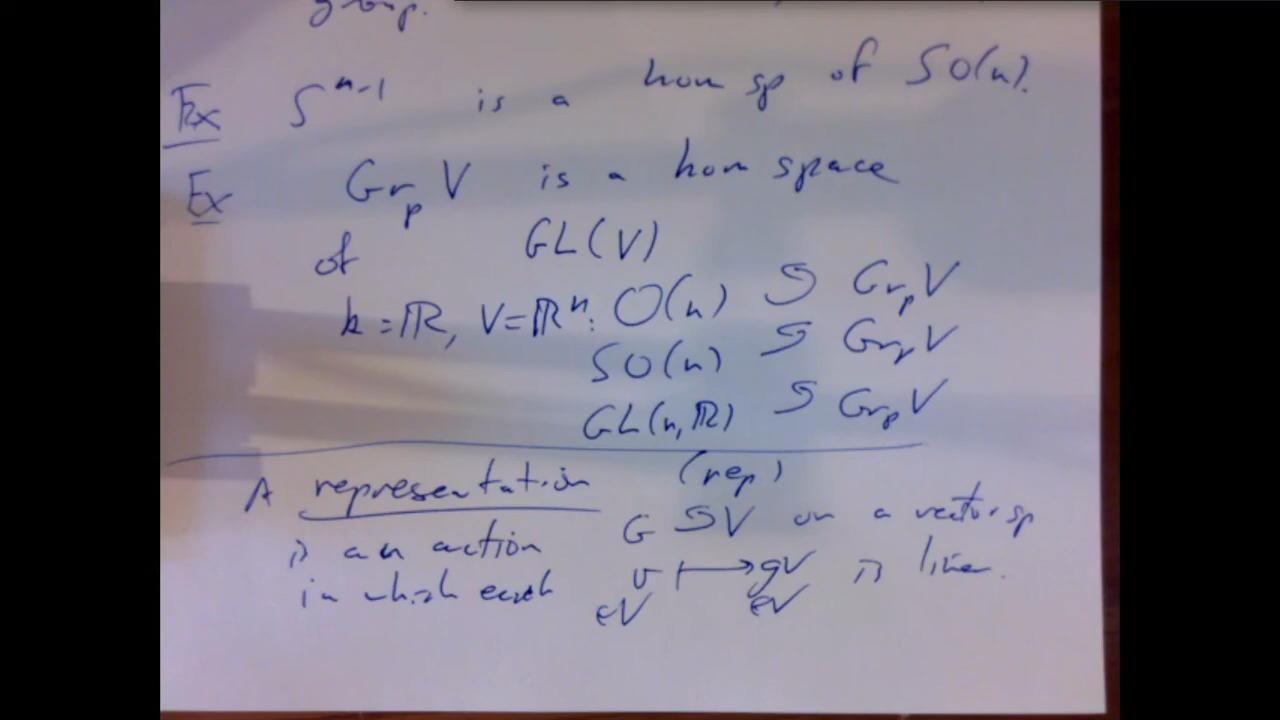 group.
Ex S^{n-1} is a hom sp of SO(n).
Ex Gr_p V is a hom space
of GL(V)
k = ℝ, V = ℝ^n: O(n) ↺ Gr_p V
SO(n) ↺ Gr_p V
GL(n, ℝ) ↺ Gr_p V
A representation (rep)
is an action G ↺ V on a vector sp
in which each v ↦ gv is linear.
∈V ∈V